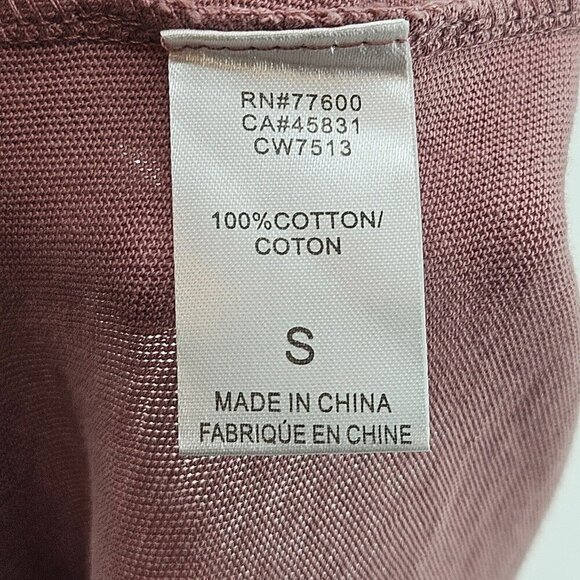 RN#77600
CA#45831
CW7513
100%COTTON/
COTON
S
MADE IN CHINA
FABRIQÚE EN CHINE